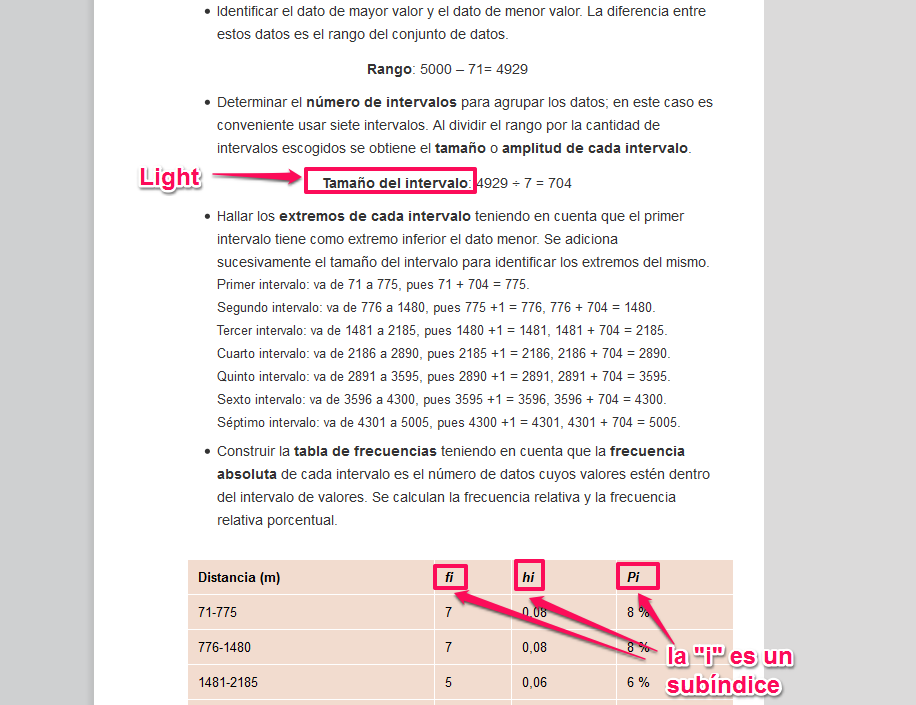 Identificar el dato de mayor valor y el dato de menor valor. La diferencia entre
estos datos es el rango del conjunto de datos.
Rango: 5000 – 71= 4929
Determinar el número de intervalos para agrupar los datos; en este caso es
conveniente usar siete intervalos. Al dividir el rango por la cantidad de
intervalos escogidos se obtiene el tamaño o amplitud de cada intervalo.
Light
Tamaño del intervalo: 4929 ÷ 7 = 704
Hallar los extremos de cada intervalo teniendo en cuenta que el primer
intervalo tiene como extremo inferior el dato menor. Se adiciona
sucesivamente el tamaño del intervalo para identificar los extremos del mismo.
Primer intervalo: va de 71 a 775, pues 71 + 704 = 775.
Segundo intervalo: va de 776 a 1480, pues 775 +1 = 776, 776 + 704 = 1480.
Tercer intervalo: va de 1481 a 2185, pues 1480 +1 = 1481, 1481 + 704 = 2185.
Cuarto intervalo: va de 2186 a 2890, pues 2185 +1 = 2186, 2186 + 704 = 2890.
Quinto intervalo: va de 2891 a 3595, pues 2890 +1 = 2891, 2891 + 704 = 3595.
Sexto intervalo: va de 3596 a 4300, pues 3595 +1 = 3596, 3596 + 704 = 4300.
Séptimo intervalo: va de 4301 a 5005, pues 4300 +1 = 4301, 4301 + 704 = 5005.
Construir la tabla de frecuencias teniendo en cuenta que la frecuencia
absoluta de cada intervalo es el número de datos cuyos valores estén dentro
del intervalo de valores. Se calculan la frecuencia relativa y la frecuencia
relativa porcentual.
Distancia (m) fi hi Pi
71-775 7 0,08 8 %
776-1480 7 0,08 8 %
1481-2185 5 0,06 6 %
la "i" es un
subíndice